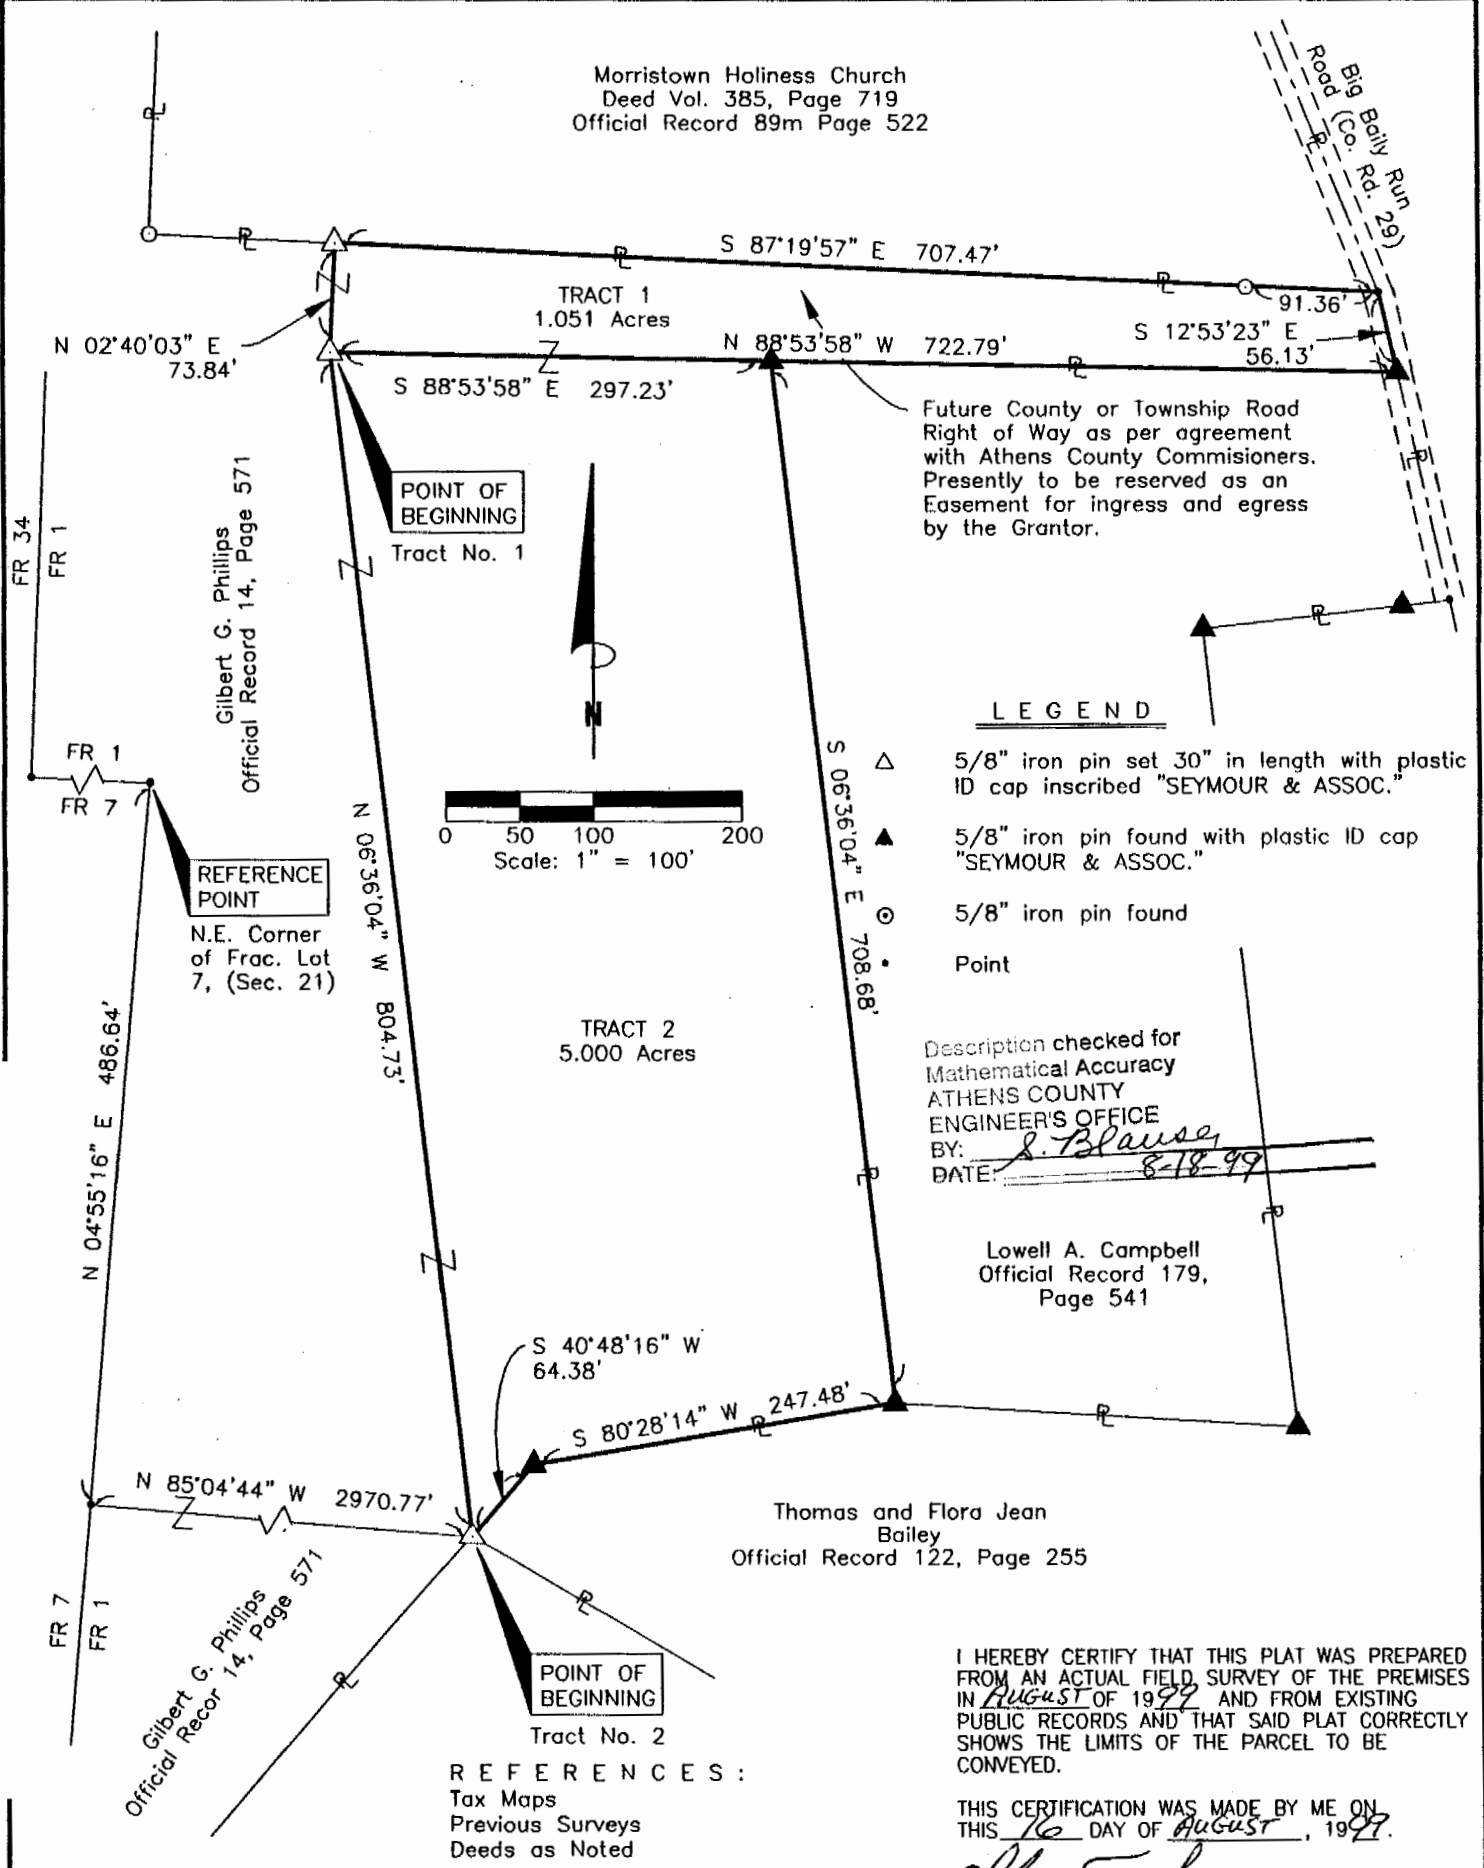 Morristown Holiness Church
Deed Vol. 385, Page 719
Official Record 89m Page 522
Big Baily Run
Road (Co. Rd. 29)
S 87°19'57" E 707.47'
91.36'
TRACT 1
1.051 Acres
N 02°40'03" E
73.84'
N 88°53'58" W 722.79'
S 12°53'23" E
56.13'
S 88°53'58" E 297.23'
Future County or Township Road
Right of Way as per agreement
with Athens County Commisioners.
Presently to be reserved as an
Easement for ingress and egress
by the Grantor.
POINT OF
BEGINNING
Tract No. 1
Gilbert G. Phillips
Official Record 14, Page 571
FR 34
FR 1
N
FR 1
FR 7
REFERENCE
POINT
N.E. Corner
of Frac. Lot
7, (Sec. 21)
0 50 100 200
Scale: 1" = 100'
L E G E N D
5/8" iron pin set 30" in length with plastic
ID cap inscribed "SEYMOUR & ASSOC."
5/8" iron pin found with plastic ID cap
"SEYMOUR & ASSOC."
5/8" iron pin found
Point
N 06°36'04" W 804.73'
S 06°36'04" E 708.68'
N 04°55'16" E 486.64'
TRACT 2
5.000 Acres
Description checked for
Mathematical Accuracy
ATHENS COUNTY
ENGINEER'S OFFICE
BY: S. Blauser
DATE: 8-18-99
Lowell A. Campbell
Official Record 179,
Page 541
S 40°48'16" W
64.38'
S 80°28'14" W 247.48'
N 85°04'44" W 2970.77'
Thomas and Flora Jean
Bailey
Official Record 122, Page 255
FR 7
FR 1
Gilbert G. Phillips
Official Recor 14, Page 571
POINT OF
BEGINNING
Tract No. 2
R E F E R E N C E S :
Tax Maps
Previous Surveys
Deeds as Noted
I HEREBY CERTIFY THAT THIS PLAT WAS PREPARED
FROM AN ACTUAL FIELD SURVEY OF THE PREMISES
IN AUGUST OF 1999 AND FROM EXISTING
PUBLIC RECORDS AND THAT SAID PLAT CORRECTLY
SHOWS THE LIMITS OF THE PARCEL TO BE
CONVEYED.
THIS CERTIFICATION WAS MADE BY ME ON
THIS 16 DAY OF AUGUST, 1999.